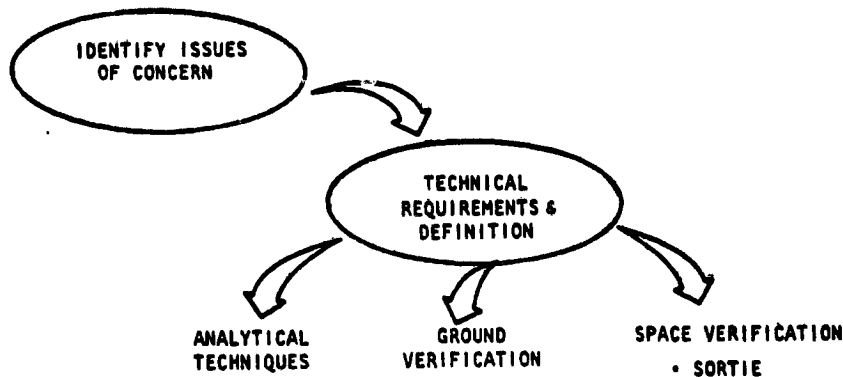 IDENTIFY ISSUES
OF CONCERN
TECHNICAL
REQUIREMENTS &
DEFINITION
ANALYTICAL
TECHNIQUES
GROUND
VERIFICATION
SPACE VERIFICATION
• SORTIE